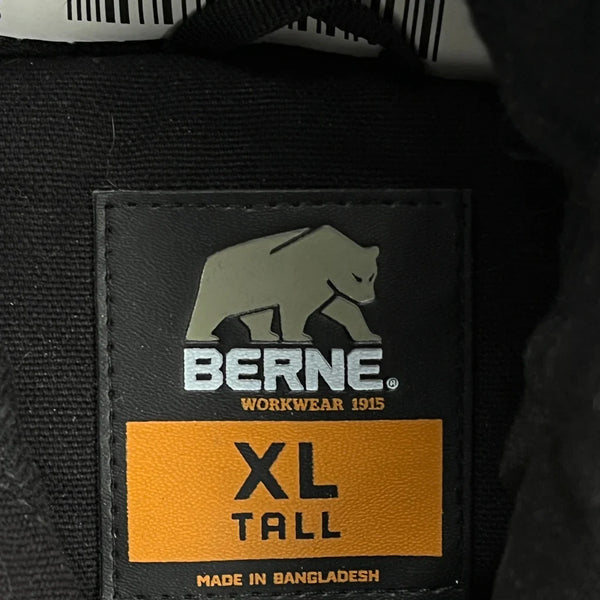 BERNE®
WORKWEAR 1915
XL
TALL
MADE IN BANGLADESH